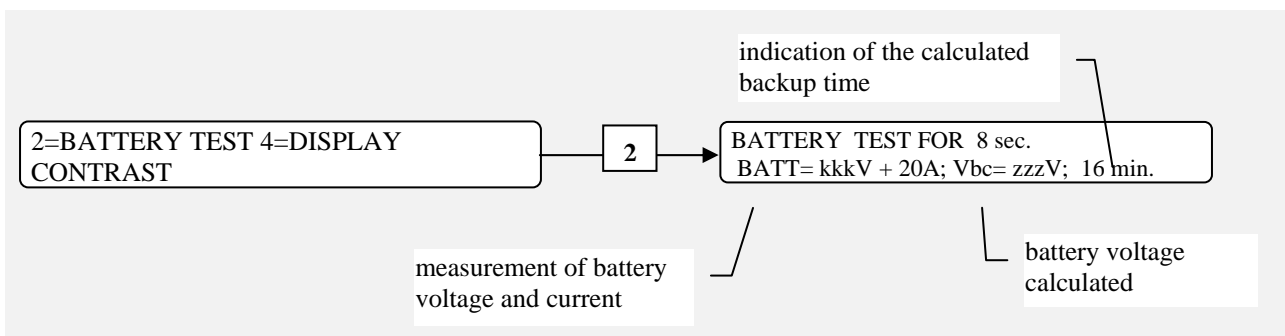 indication of the calculated
backup time
2=BATTERY TEST 4=DISPLAY
CONTRAST
2
BATTERY TEST FOR 8 sec.
BATT= kkkV + 20A; Vbc= zzzV; 16 min.
measurement of battery
voltage and current
battery voltage
calculated